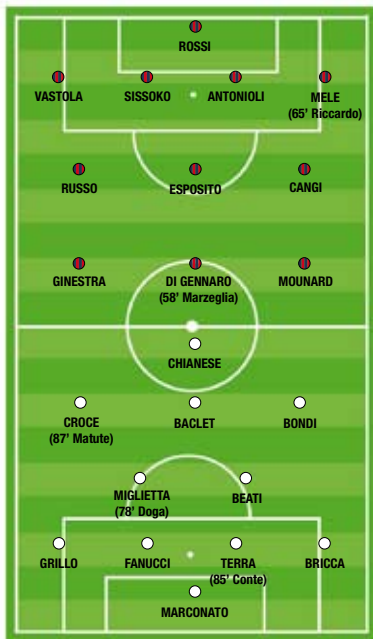 ROSSI
VASTOLA SISSOKO ANTONIOLI MELE
(65’ Riccardo)
RUSSO ESPOSITO CANGI
GINESTRA DI GENNARO MOUNARD
(58’ Marzeglia)
CHIANESE
CROCE BACLET BONDI
(87’ Matute)
MIGLIETTA BEATI
(78’ Doga)
GRILLO FANUCCI TERRA BRICCA
(85’ Conte)
MARCONATO